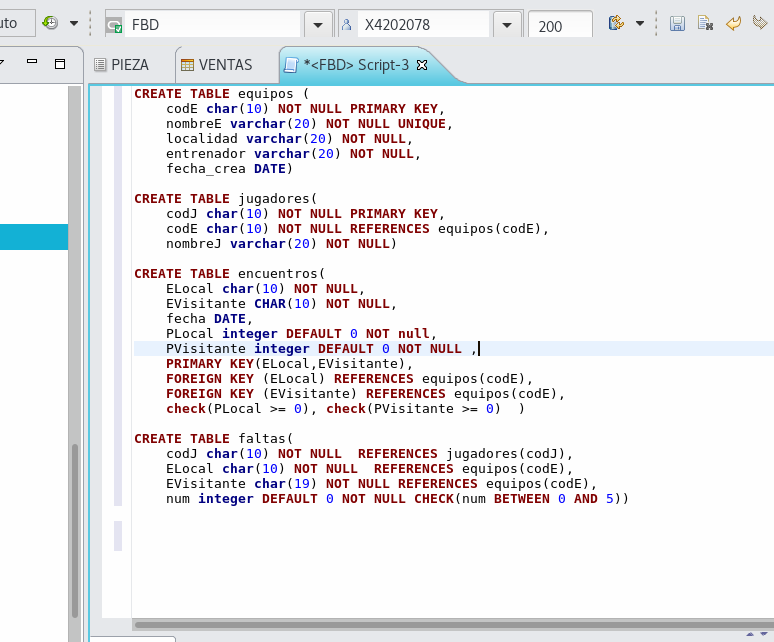 uto
FBD
X4202078
200
PIEZA
VENTAS
*<FBD> Script-3
CREATE TABLE equipos (
    codE char(10) NOT NULL PRIMARY KEY,
    nombreE varchar(20) NOT NULL UNIQUE,
    localidad varchar(20) NOT NULL,
    entrenador varchar(20) NOT NULL,
    fecha_crea DATE)

CREATE TABLE jugadores(
    codJ char(10) NOT NULL PRIMARY KEY,
    codE char(10) NOT NULL REFERENCES equipos(codE),
    nombreJ varchar(20) NOT NULL)

CREATE TABLE encuentros(
    ELocal char(10) NOT NULL,
    EVisitante CHAR(10) NOT NULL,
    fecha DATE,
    PLocal integer DEFAULT 0 NOT null,
    PVisitante integer DEFAULT 0 NOT NULL ,
    PRIMARY KEY(ELocal,EVisitante),
    FOREIGN KEY (ELocal) REFERENCES equipos(codE),
    FOREIGN KEY (EVisitante) REFERENCES equipos(codE),
    check(PLocal >= 0), check(PVisitante >= 0)  )

CREATE TABLE faltas(
    codJ char(10) NOT NULL  REFERENCES jugadores(codJ),
    ELocal char(10) NOT NULL  REFERENCES equipos(codE),
    EVisitante char(19) NOT NULL REFERENCES equipos(codE),
    num integer DEFAULT 0 NOT NULL CHECK(num BETWEEN 0 AND 5))